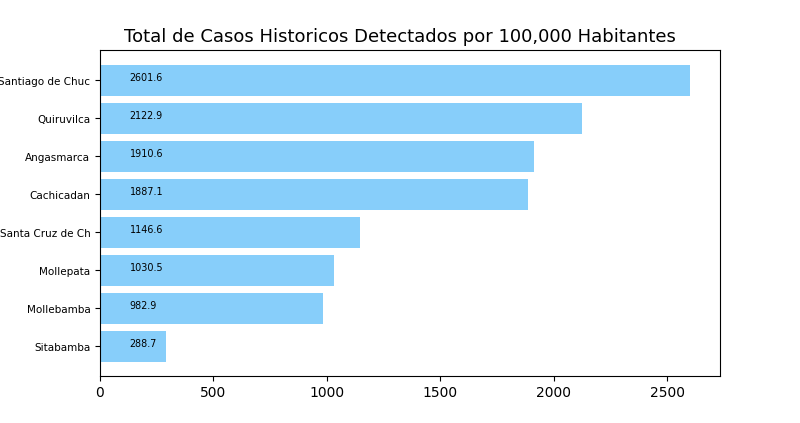 Total de Casos Historicos Detectados por 100,000 Habitantes
Santiago de Chuc 2601.6
Quiruvilca 2122.9
Angasmarca 1910.6
Cachicadan 1887.1
Santa Cruz de Ch 1146.6
Mollepata 1030.5
Mollebamba 982.9
Sitabamba 288.7
0 500 1000 1500 2000 2500